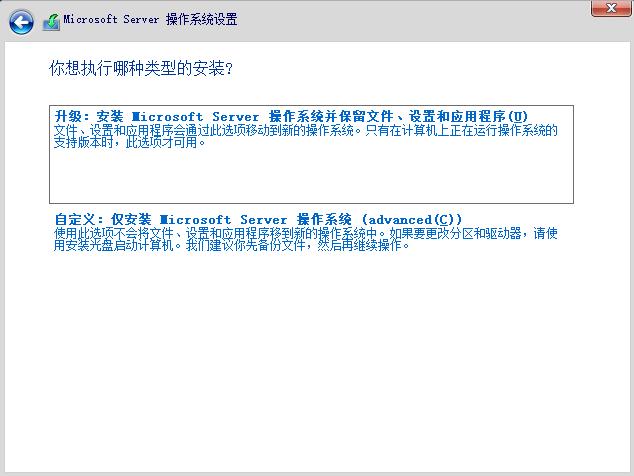 Microsoft Server 操作系统设置
你想执行哪种类型的安装?
升级: 安装 Microsoft Server 操作系统并保留文件、设置和应用程序(U)
文件、设置和应用程序会通过此选项移动到新的操作系统。只有在计算机上正在运行操作系统的
支持版本时，此选项才可用。
自定义: 仅安装 Microsoft Server 操作系统 (advanced(C))
使用此选项不会将文件、设置和应用程序移到新的操作系统中。如果要更改分区和驱动器，请使
用安装光盘启动计算机。我们建议你先备份文件，然后再继续操作。